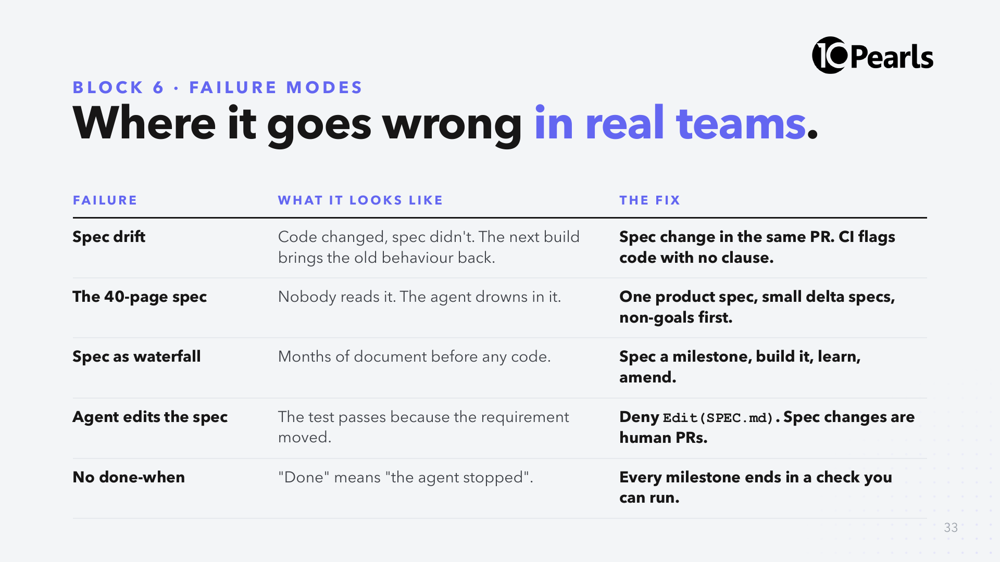 10Pearls
BLOCK 6 · FAILURE MODES
Where it goes wrong in real teams.
FAILURE
WHAT IT LOOKS LIKE
THE FIX
Spec drift
Code changed, spec didn't. The next build
brings the old behaviour back.
Spec change in the same PR. CI flags
code with no clause.
The 40-page spec
Nobody reads it. The agent drowns in it.
One product spec, small delta specs,
non-goals first.
Spec as waterfall
Months of document before any code.
Spec a milestone, build it, learn,
amend.
Agent edits the spec
The test passes because the requirement
moved.
Deny Edit(SPEC.md). Spec changes are
human PRs.
No done-when
"Done" means "the agent stopped".
Every milestone ends in a check you
can run.
33